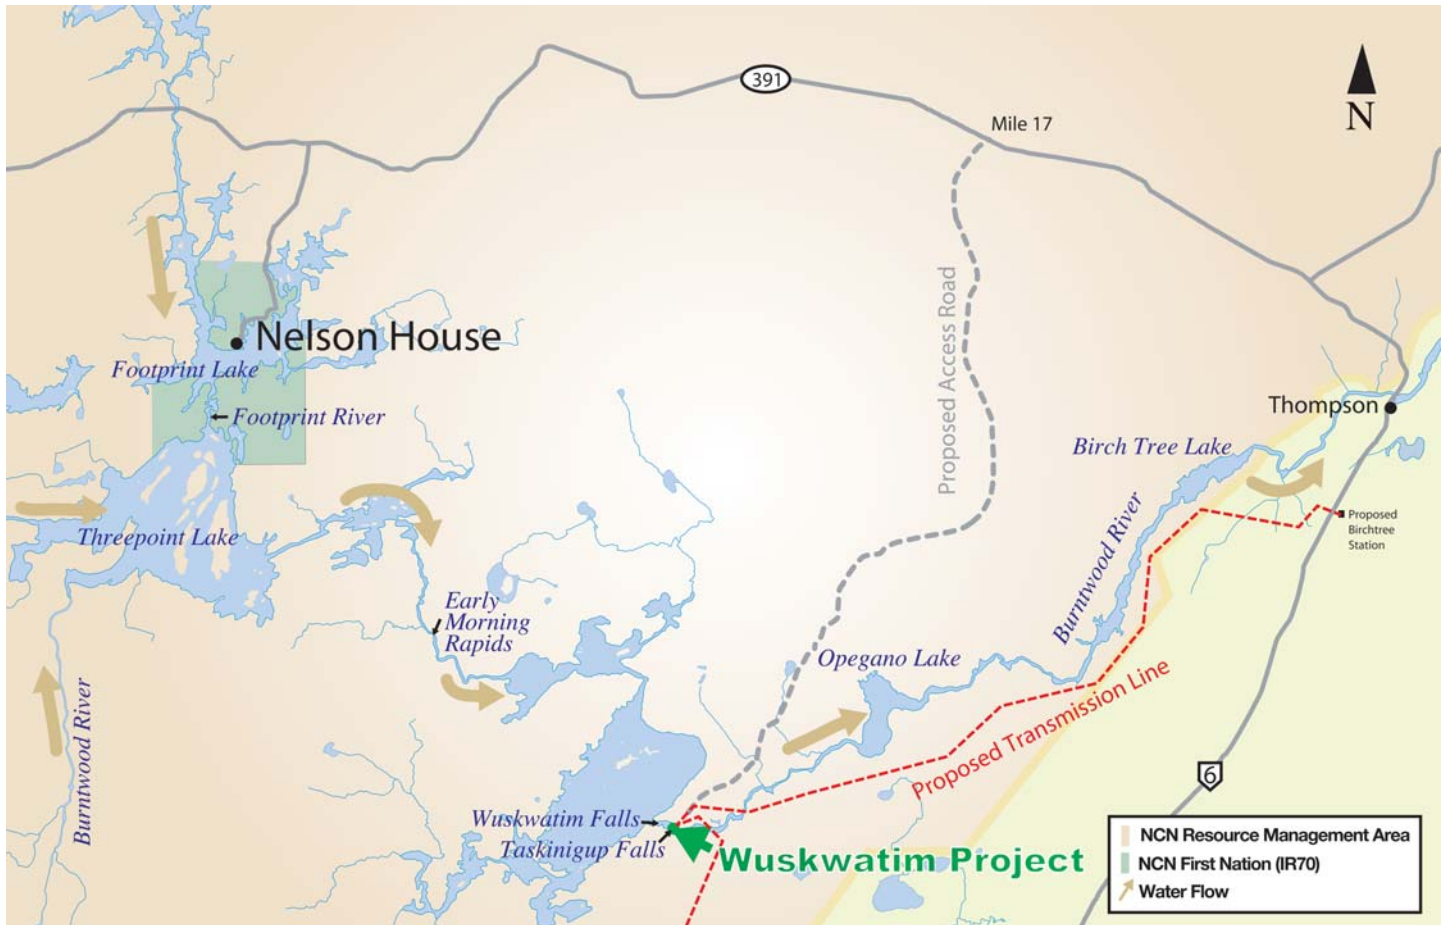 391
Mile 17
N
Proposed Access Road
Nelson House
Footprint Lake
Footprint River
Thompson
Birch Tree Lake
Threepoint Lake
Proposed
Birchtree
Station
Burntwood River
Early
Morning
Rapids
Opegano Lake
Burntwood River
Proposed Transmission Line
6
Wuskwatim Falls
Taskinigup Falls
Wuskwatim Project
NCN Resource Management Area
NCN First Nation (IR70)
Water Flow